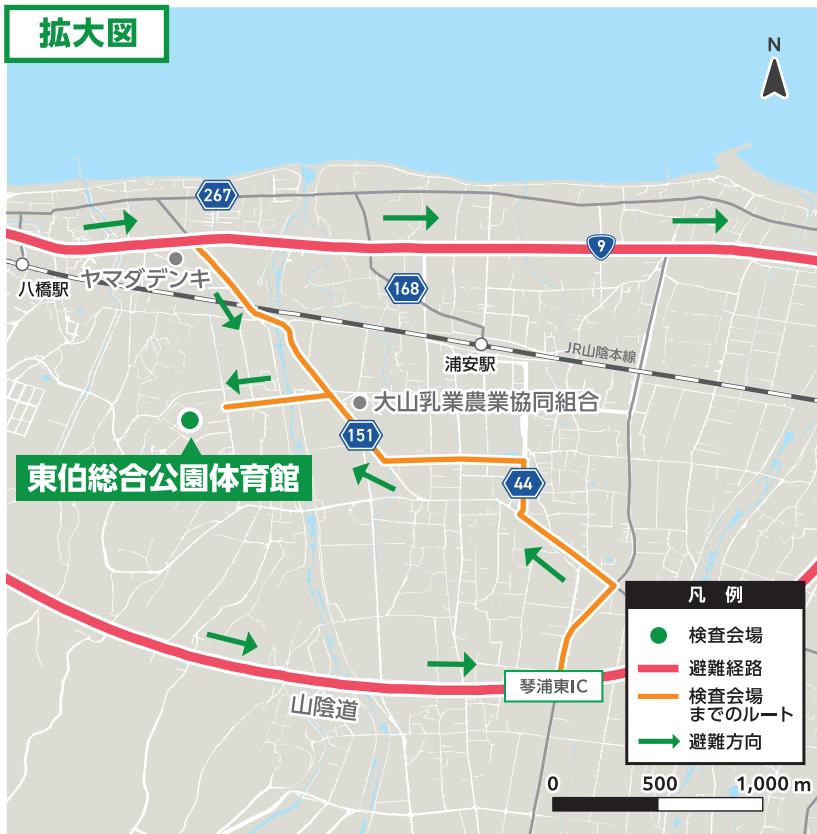 拡大図
N
267
9
ヤマダデンキ
八橋駅
168
JR山陰本線
浦安駅
大山乳業農業協同組合
151
東伯総合公園体育館
44
凡 例
検査会場
避難経路
検査会場
までのルート
避難方向
琴浦東IC
山陰道
0 500 1,000 m